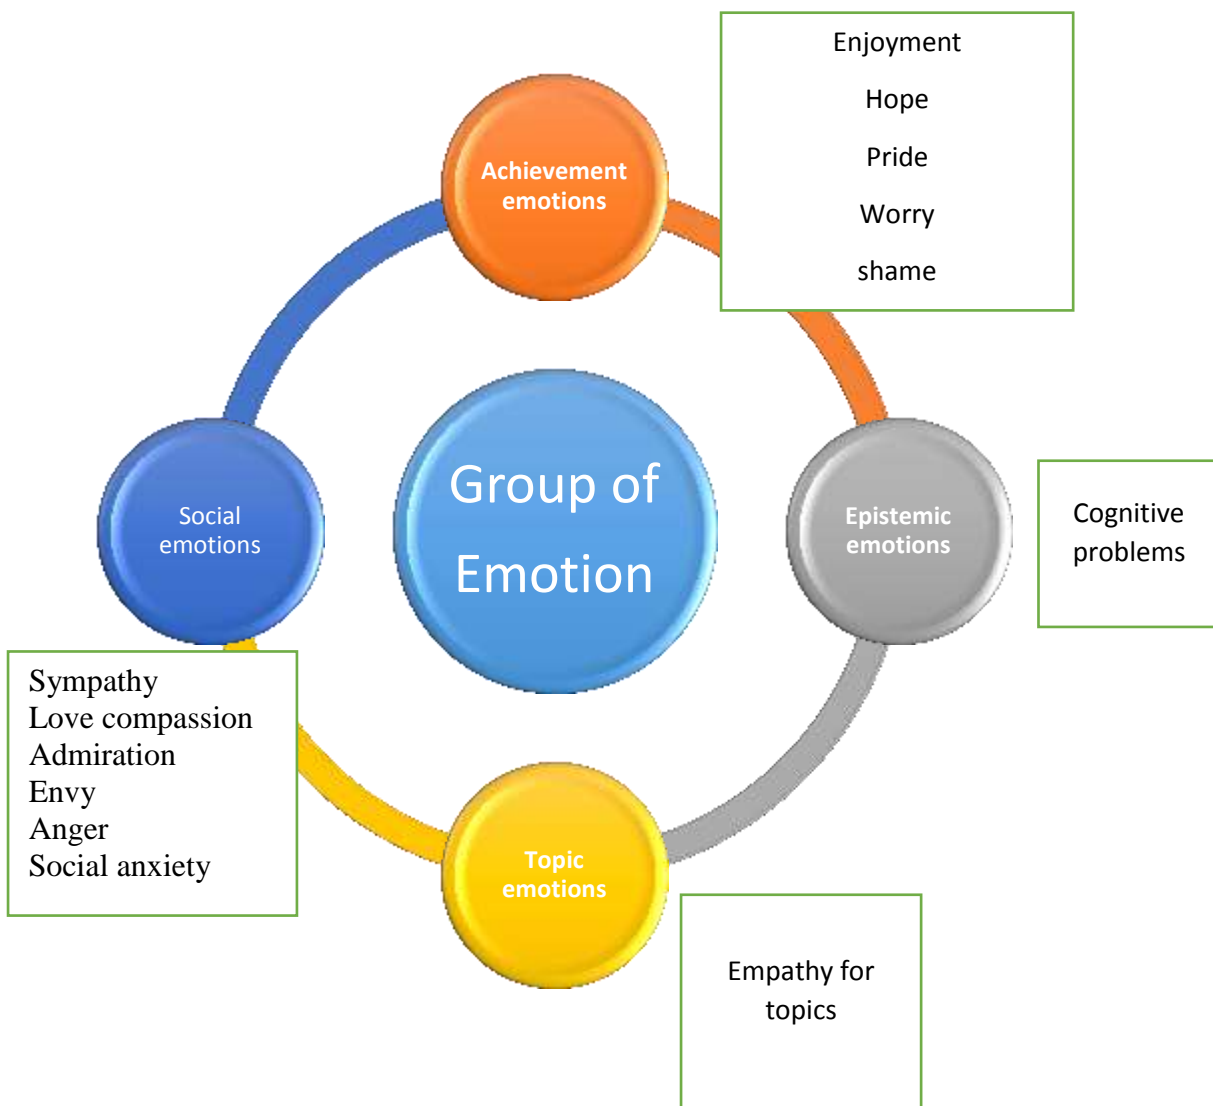 Enjoyment
Hope
Pride
Worry
shame
Achievement
emotions
Group of
Emotion
Social
emotions
Epistemic
emotions
Cognitive
problems
Sympathy
Love compassion
Admiration
Envy
Anger
Social anxiety
Topic
emotions
Empathy for
topics